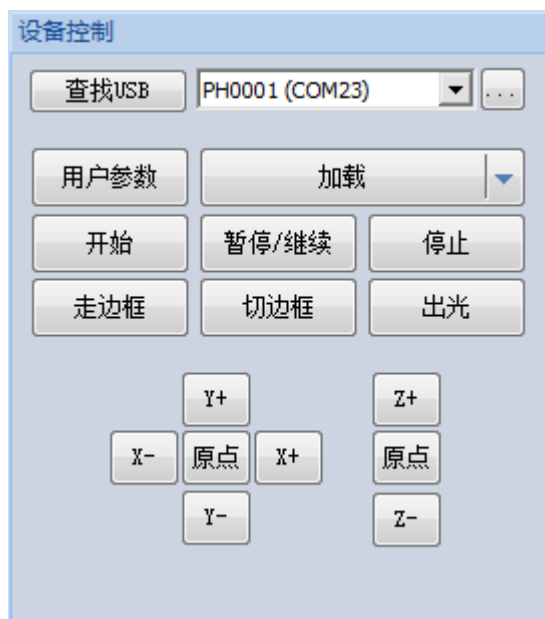 设备控制
查找USB PH0001 (COM23) ...
用户参数 加载
开始 暂停/继续 停止
走边框 切边框 出光
Y+ Z+
X- 原点 X+ 原点
Y- Z-